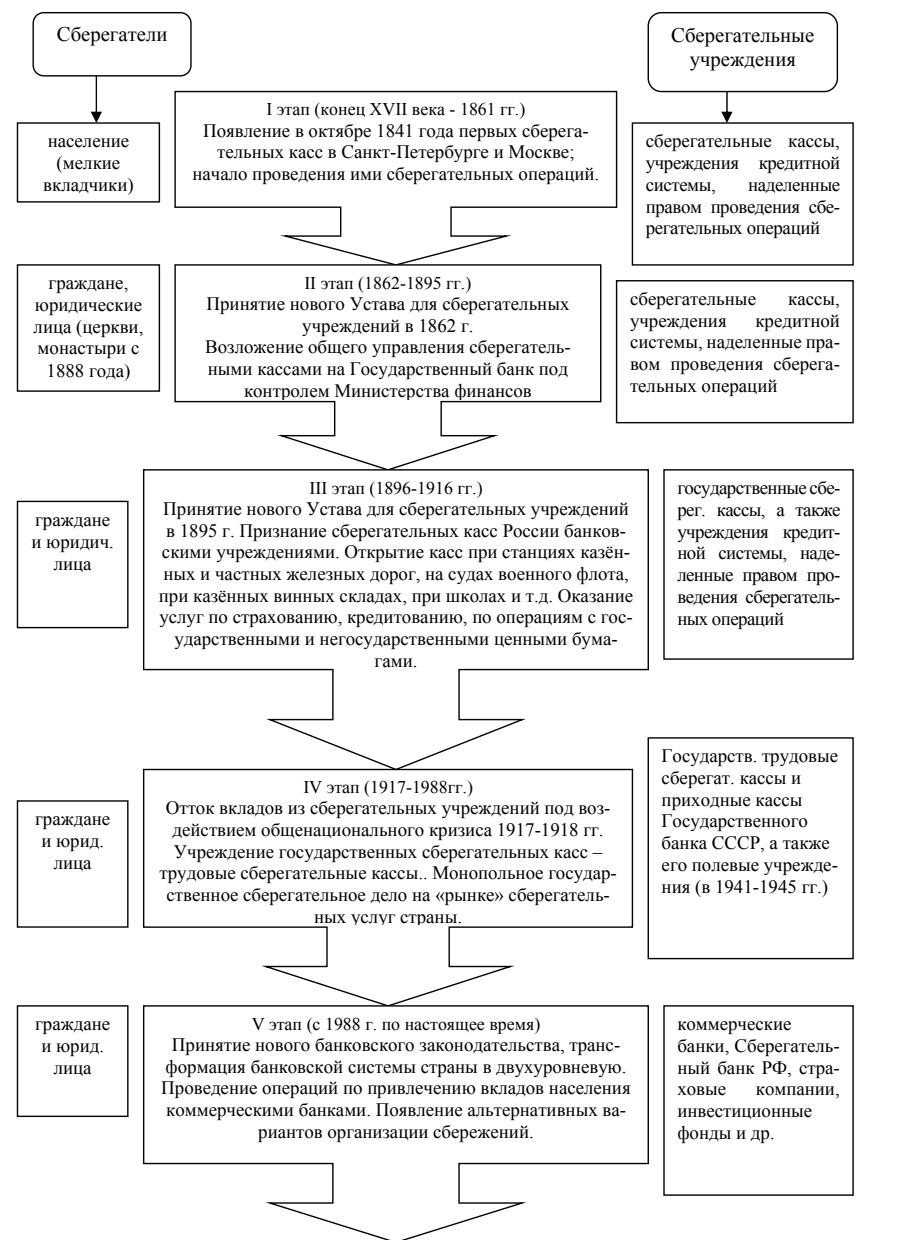 Сберегатели
Сберегательные
учреждения
I этап (конец XVII века - 1861 гг.)
Появление в октябре 1841 года первых сберега-
тельных касс в Санкт-Петербурге и Москве;
начало проведения ими сберегательных операций.
население
(мелкие
вкладчики)
сберегательные кассы,
учреждения кредитной
системы, наделенные
правом проведения сбе-
регательных операций
граждане,
юридические
лица (церкви,
монастыри с
1888 года)
II этап (1862-1895 гг.)
Принятие нового Устава для сберегательных
учреждений в 1862 г.
Возложение общего управления сберегатель-
ными кассами на Государственный банк под
контролем Министерства финансов
сберегательные кассы,
учреждения кредитной
системы, наделенные пра-
вом проведения сберега-
тельных операций
граждане
и юридич.
лица
III этап (1896-1916 гг.)
Принятие нового Устава для сберегательных учреждений
в 1895 г. Признание сберегательных касс России банков-
скими учреждениями. Открытие касс при станциях казён-
ных и частных железных дорог, на судах военного флота,
при казённых винных складах, при школах и т.д. Оказание
услуг по страхованию, кредитованию, по операциям с гос-
ударственными и негосударственными ценными бума-
гами.
государственные сбе-
рег. кассы, а также
учреждения кредит-
ной системы, наде-
ленные правом про-
ведения сберегатель-
ных операций
граждане
и юрид.
лица
IV этап (1917-1988гг.)
Отток вкладов из сберегательных учреждений под воз-
действием общенационального кризиса 1917-1918 гг.
Учреждение государственных сберегательных касс –
трудовые сберегательные кассы.. Монопольное государ-
ственное сберегательное дело на «рынке» сберегатель-
ных услуг страны.
Государств. трудовые
сберегат. кассы и
приходные кассы
Государственного
банка СССР, а также
его полевые учрежде-
ния (в 1941-1945 гг.)
граждане
и юрид.
лица
V этап (с 1988 г. по настоящее время)
Принятие нового банковского законодательства, транс-
формация банковской системы страны в двухуровневую.
Проведение операций по привлечению вкладов населения
коммерческими банками. Появление альтернативных ва-
риантов организации сбережений.
коммерческие
банки, Сберегатель-
ный банк РФ, стра-
ховые компании,
инвестиционные
фонды и др.